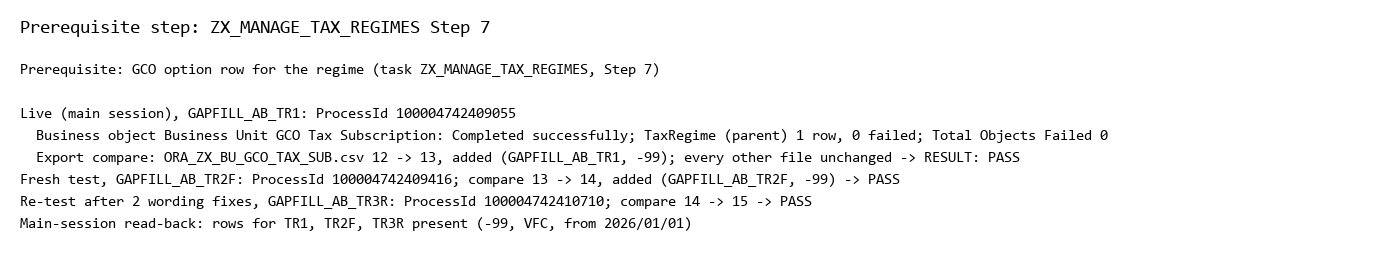 Prerequisite step: ZX_MANAGE_TAX_REGIMES Step 7
Prerequisite: GCO option row for the regime (task ZX_MANAGE_TAX_REGIMES, Step 7)
Live (main session), GAPFILL_AB_TR1: ProcessId 100004742409055
Business object Business Unit GCO Tax Subscription: Completed successfully; TaxRegime (parent) 1 row, 0 failed; Total Objects Failed 0
Export compare: ORA_ZX_BU_GCO_TAX_SUB.csv 12 -> 13, added (GAPFILL_AB_TR1, -99); every other file unchanged -> RESULT: PASS
Fresh test, GAPFILL_AB_TR2F: ProcessId 100004742409416; compare 13 -> 14, added (GAPFILL_AB_TR2F, -99) -> PASS
Re-test after 2 wording fixes, GAPFILL_AB_TR3R: ProcessId 100004742410710; compare 14 -> 15 -> PASS
Main-session read-back: rows for TR1, TR2F, TR3R present (-99, VFC, from 2026/01/01)